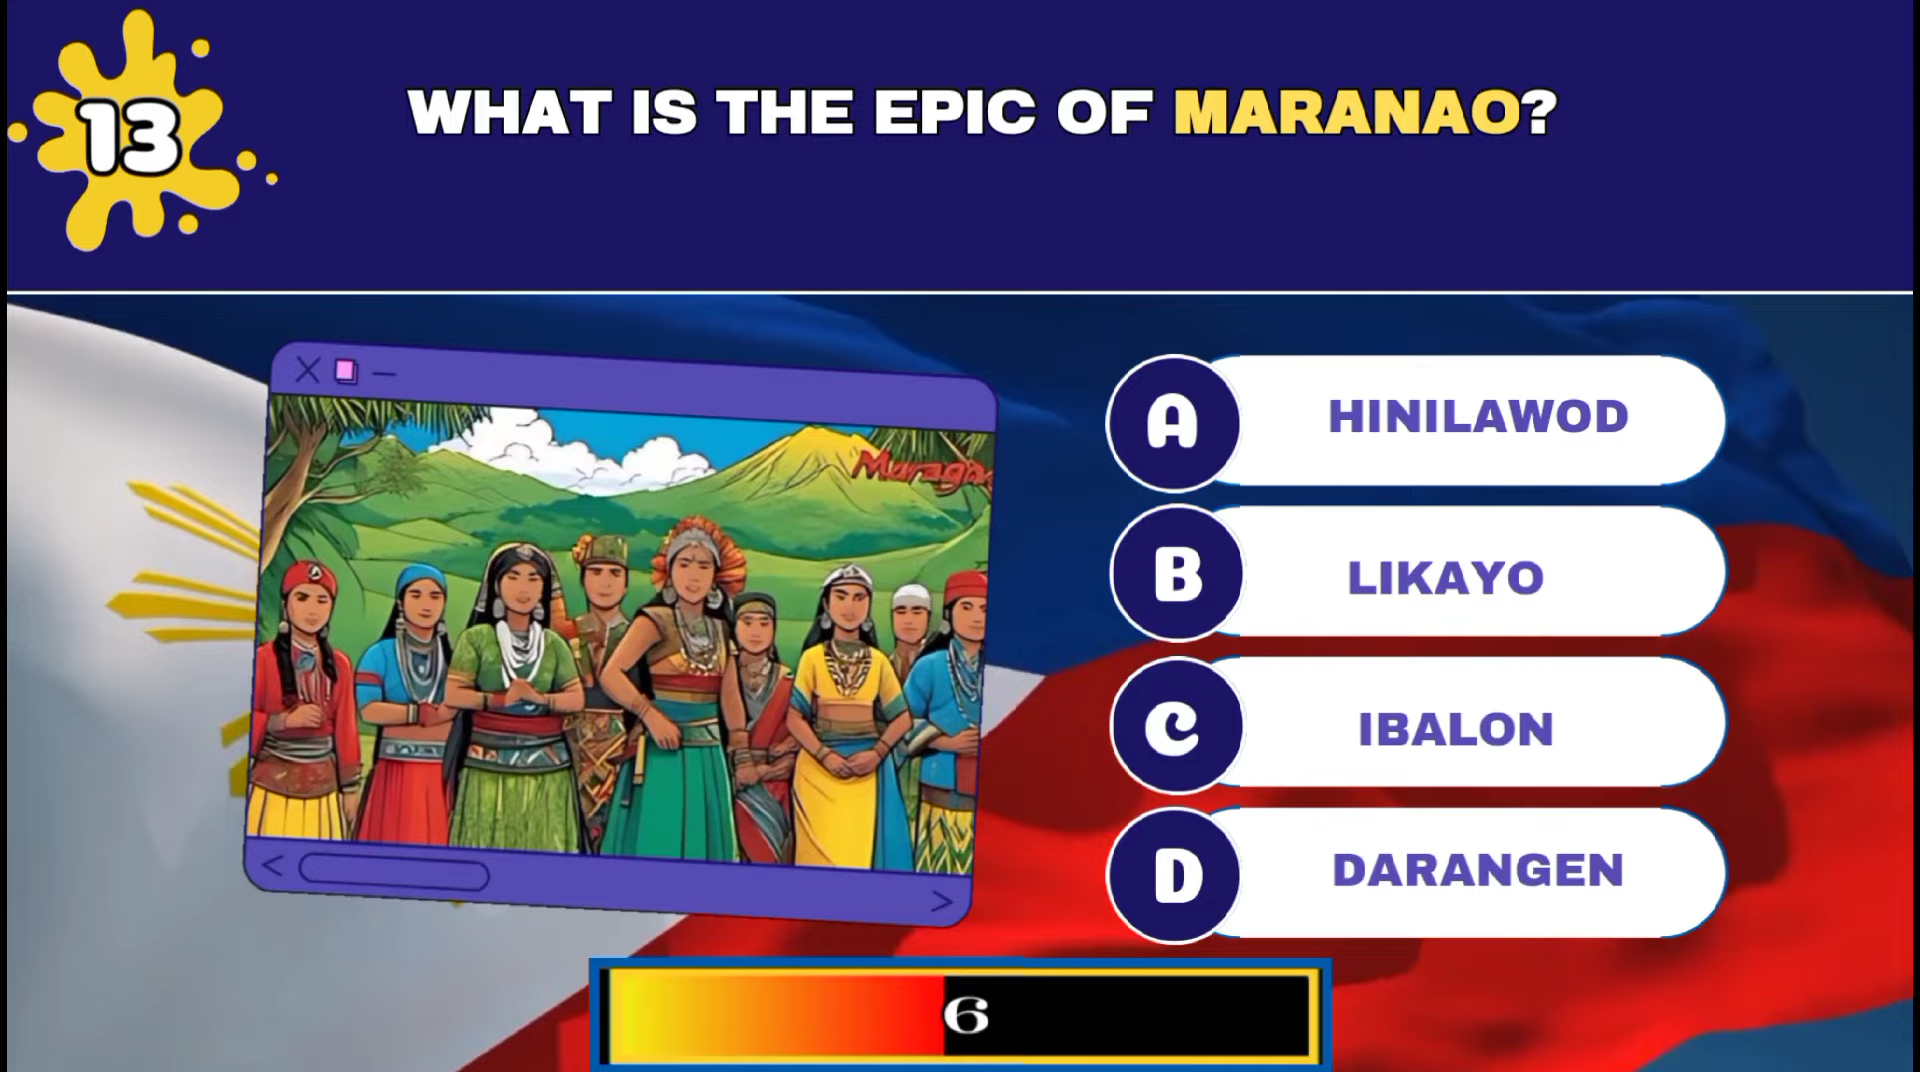 13
WHAT IS THE EPIC OF MARANAO?
A HINILAWOD
B LIKAYO
C IBALON
D DARANGEN
6